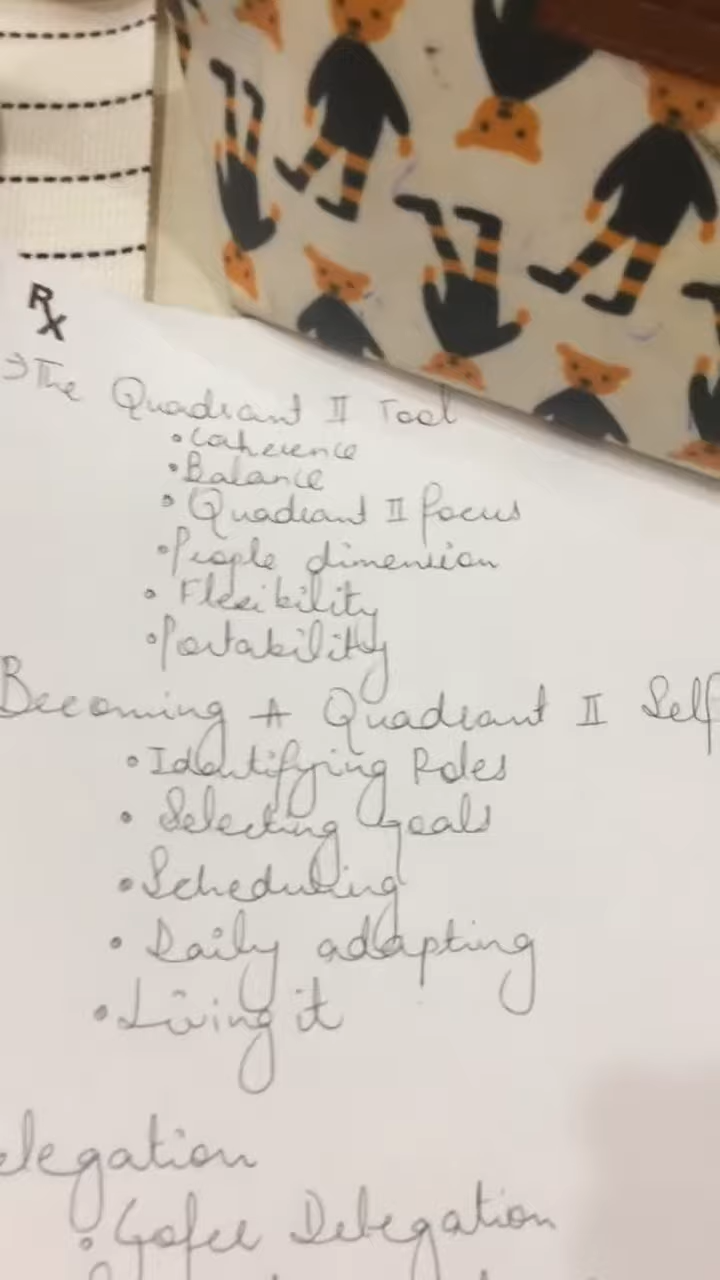 Rx
→ The Quadrant II Tool
• Coherence
• Balance
• Quadrant II focus
• People dimension
• Flexibility
• Portability
Becoming A Quadrant II Self
• Identifying Roles
• Selecting goals
• Scheduling
• Daily adapting
• Living it
elegation
• Gofer Delegation